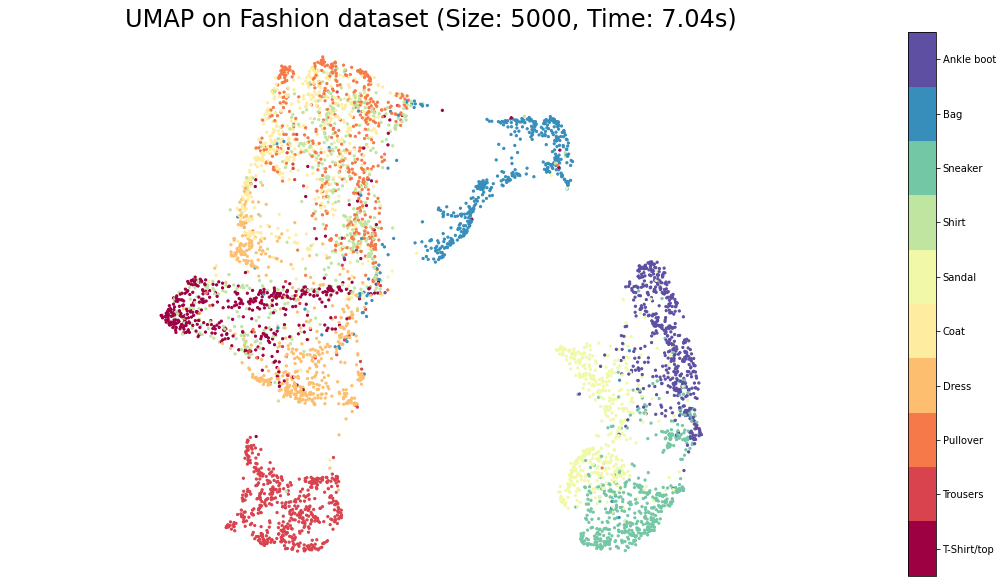 UMAP on Fashion dataset (Size: 5000, Time: 7.04s)
Ankle boot
Bag
Sneaker
Shirt
Sandal
Coat
Dress
Pullover
Trousers
T-Shirt/top